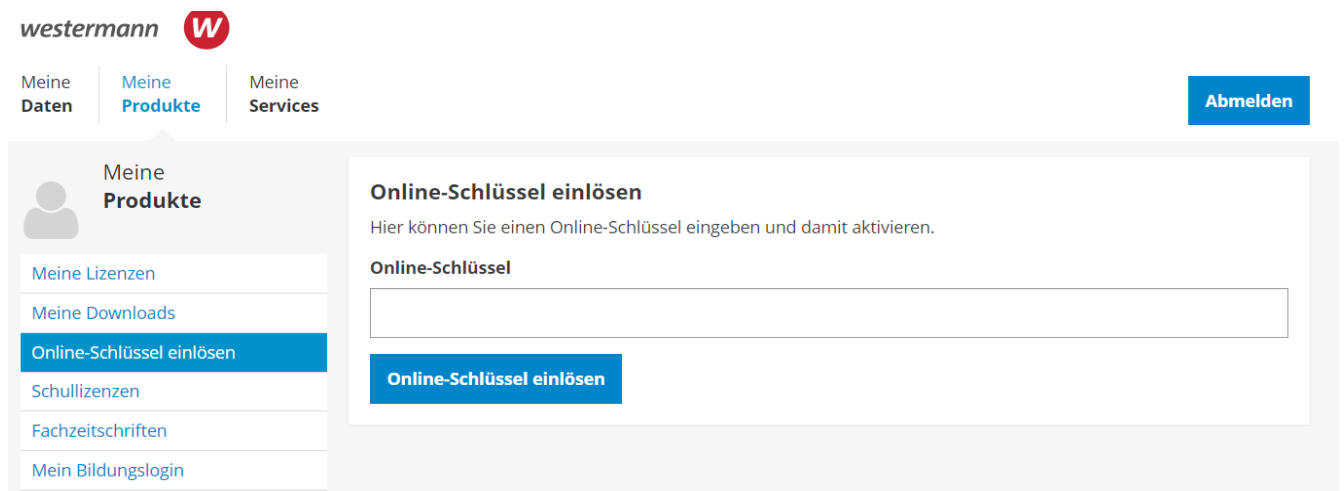 westermann W
Meine Daten
Meine Produkte
Meine Services
Abmelden
Meine
Produkte
Meine Lizenzen
Meine Downloads
Online-Schlüssel einlösen
Schullizenzen
Fachzeitschriften
Mein Bildungslogin
Online-Schlüssel einlösen
Hier können Sie einen Online-Schlüssel eingeben und damit aktivieren.
Online-Schlüssel
Online-Schlüssel einlösen